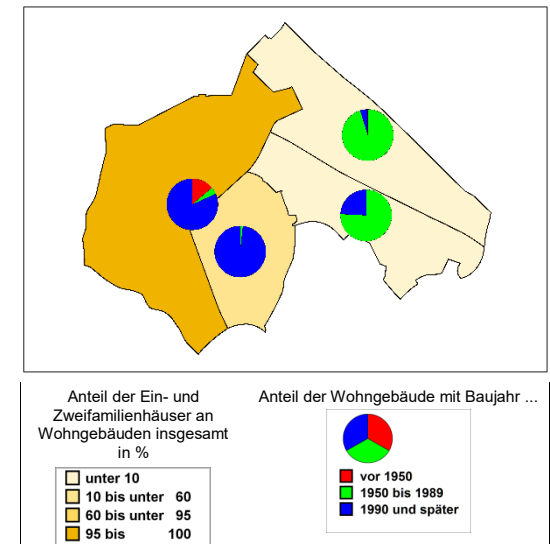 Anteil der Ein- und
Zweifamilienhäuser an
Wohngebäuden insgesamt
in %
unter 10
10 bis unter 60
60 bis unter 95
95 bis 100
Anteil der Wohngebäude mit Baujahr ...
vor 1950
1950 bis 1989
1990 und später